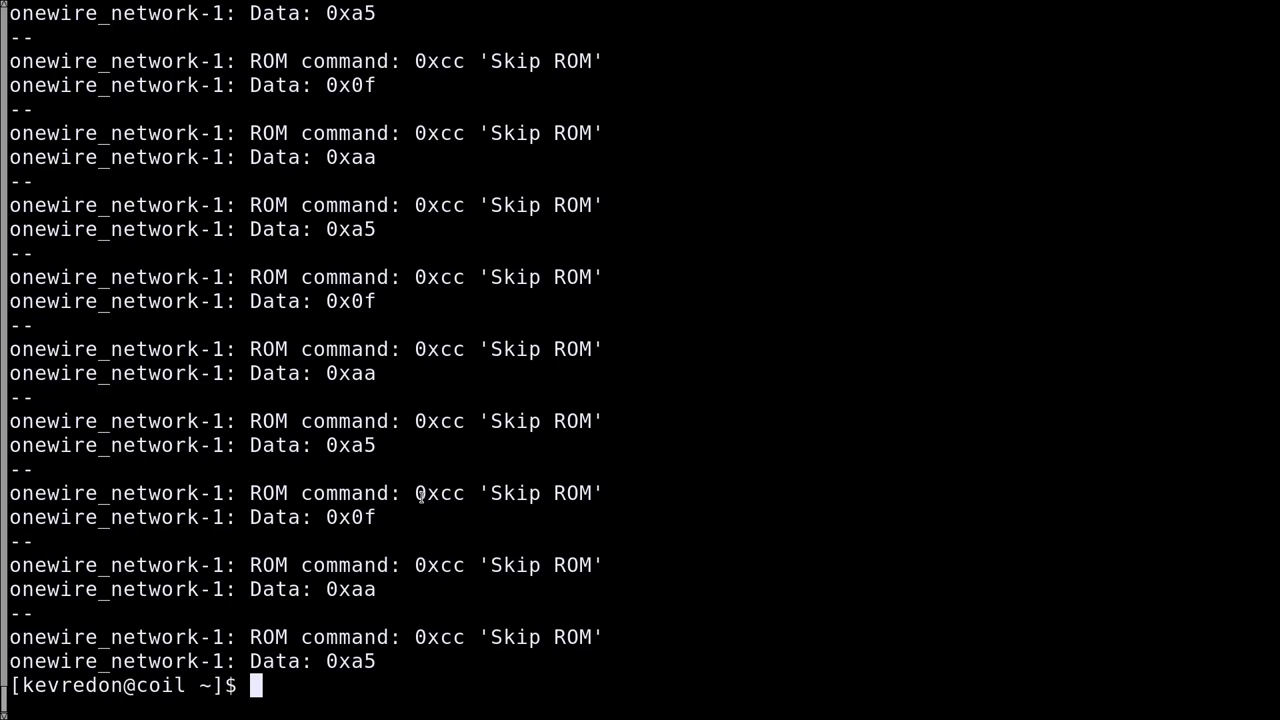 onewire_network-1: Data: 0xa5
--
onewire_network-1: ROM command: 0xcc 'Skip ROM'
onewire_network-1: Data: 0x0f
--
onewire_network-1: ROM command: 0xcc 'Skip ROM'
onewire_network-1: Data: 0xaa
--
onewire_network-1: ROM command: 0xcc 'Skip ROM'
onewire_network-1: Data: 0xa5
--
onewire_network-1: ROM command: 0xcc 'Skip ROM'
onewire_network-1: Data: 0x0f
--
onewire_network-1: ROM command: 0xcc 'Skip ROM'
onewire_network-1: Data: 0xaa
--
onewire_network-1: ROM command: 0xcc 'Skip ROM'
onewire_network-1: Data: 0xa5
--
onewire_network-1: ROM command: 0xcc 'Skip ROM'
onewire_network-1: Data: 0x0f
--
onewire_network-1: ROM command: 0xcc 'Skip ROM'
onewire_network-1: Data: 0xaa
--
onewire_network-1: ROM command: 0xcc 'Skip ROM'
onewire_network-1: Data: 0xa5
[kevredon@coil ~]$